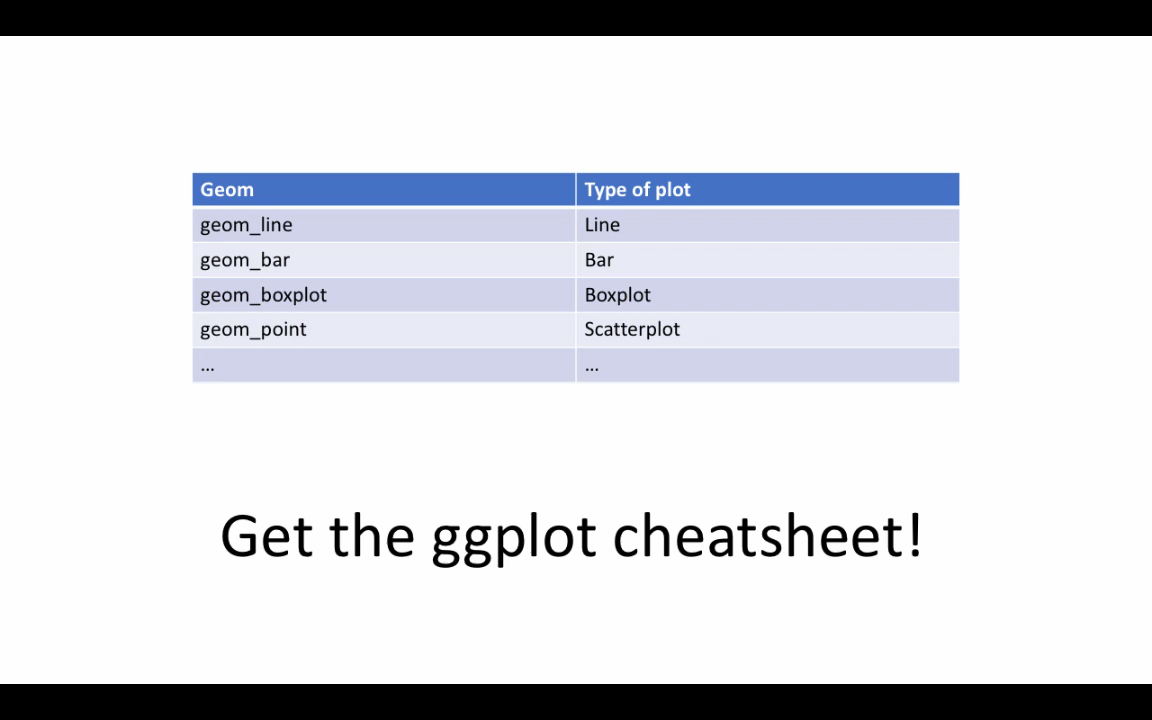 Geom Type of plot
geom_line Line
geom_bar Bar
geom_boxplot Boxplot
geom_point Scatterplot
... ...
Get the ggplot cheatsheet!